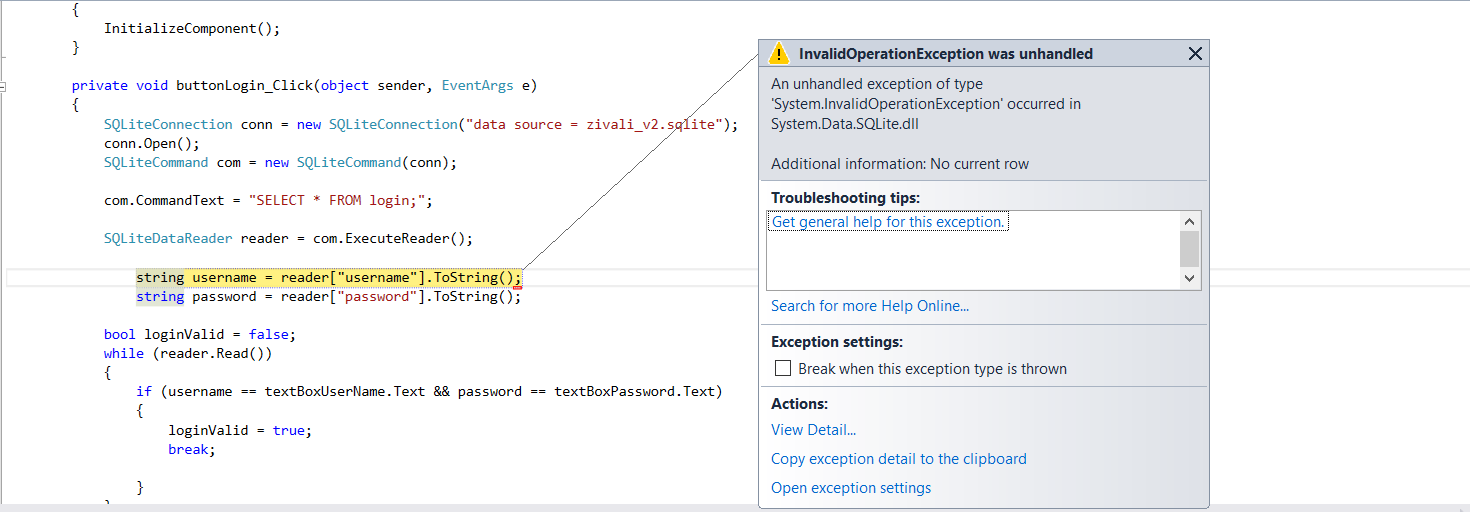 {
InitializeComponent();
}
private void buttonLogin_Click(object sender, EventArgs e)
{
SQLiteConnection conn = new SQLiteConnection("data source = zivali_v2.sqlite");
conn.Open();
SQLiteCommand com = new SQLiteCommand(conn);
com.CommandText = "SELECT * FROM login;";
SQLiteDataReader reader = com.ExecuteReader();
string username = reader["username"].ToString();
string password = reader["password"].ToString();
bool loginValid = false;
while (reader.Read())
{
if (username == textBoxUserName.Text && password == textBoxPassword.Text)
{
loginValid = true;
break;
}
InvalidOperationException was unhandled
An unhandled exception of type
'System.InvalidOperationException' occurred in
System.Data.SQLite.dll
Additional information: No current row
Troubleshooting tips:
Get general help for this exception.
Search for more Help Online...
Exception settings:
Break when this exception type is thrown
Actions:
View Detail...
Copy exception detail to the clipboard
Open exception settings